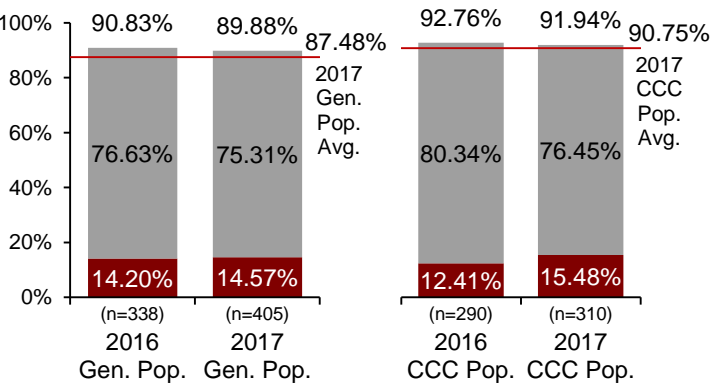 100%
80%
60%
40%
20%
0%
90.83%
89.88%
87.48%
2017
Gen.
Pop.
Avg.
76.63%
75.31%
14.20%
14.57%
(n=338)
(n=405)
2016
Gen. Pop.
2017
Gen. Pop.
92.76%
91.94%
90.75%
2017
CCC
Pop.
Avg.
80.34%
76.45%
12.41%
15.48%
(n=290)
(n=310)
2016
CCC Pop.
2017
CCC Pop.